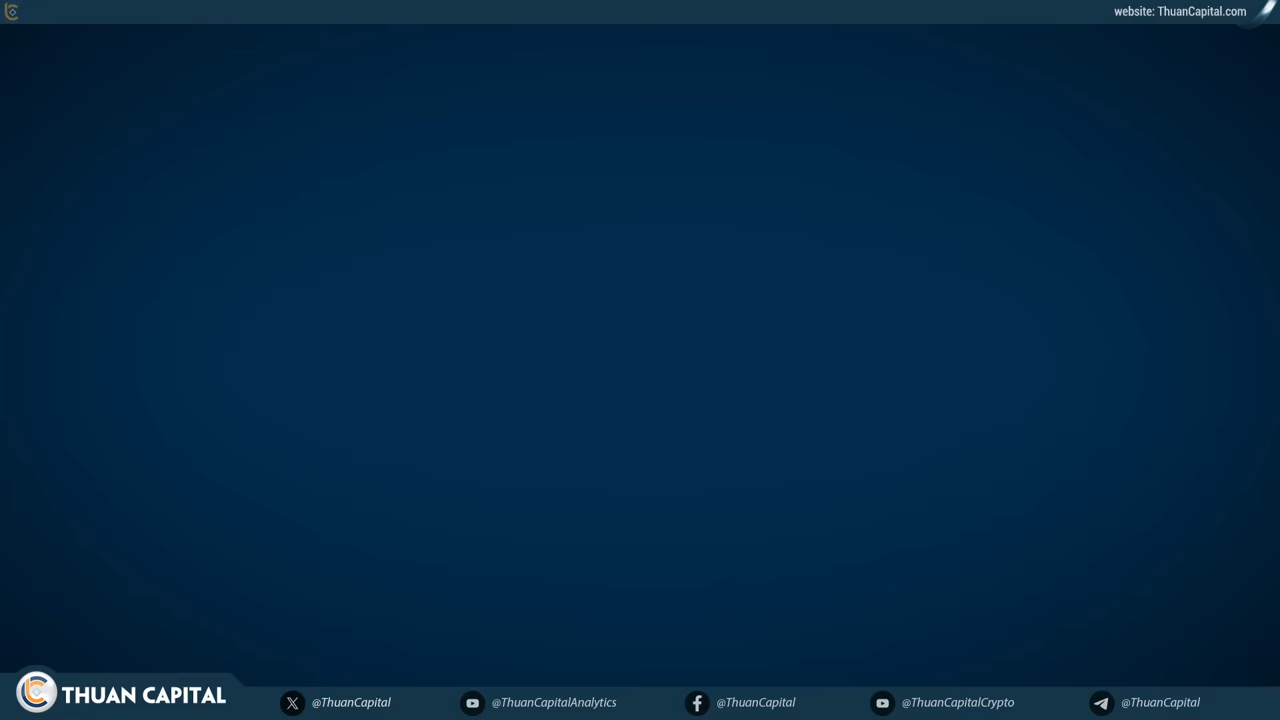 website: ThuanCapital.com
THUAN CAPITAL
@ThuanCapital
@ThuanCapitalAnalytics
@ThuanCapital
@ThuanCapitalCrypto
@ThuanCapital